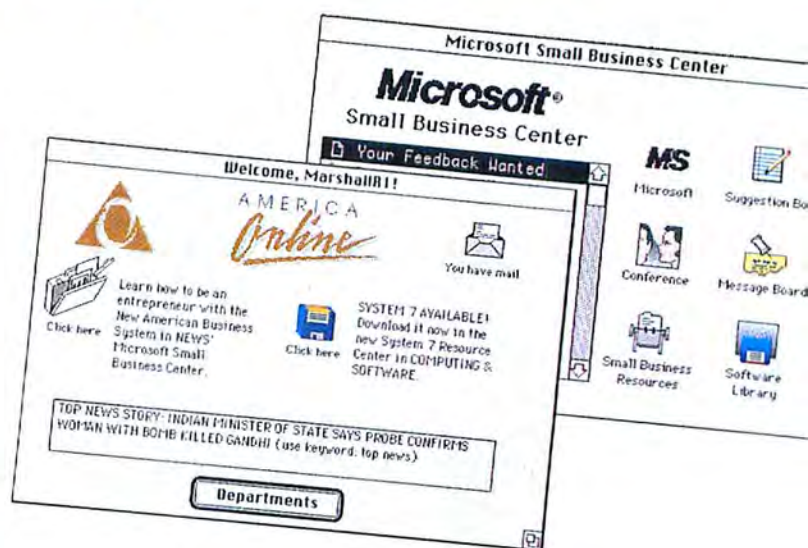 Microsoft Small Business Center
Microsoft®
Small Business Center
Your Feedback Wanted
MS
Microsoft
Suggestion Bo
Conference
Message Board
Small Business
Resources
Software
Library
Welcome, MarshallR1!
AMERICA
Online
You have mail
Click here
Learn how to be an
entrepreneur with the
New American Business
System in NEWS'
Microsoft Small
Business Center.
Click here
SYSTEM 7 AVAILABLE!
Download it now in the
new System 7 Resource
Center in COMPUTING &
SOFTWARE.
TOP NEWS STORY: INDIAN MINISTER OF STATE SAYS PROBE CONFIRMS
WOMAN WITH BOMB KILLED GANDHI (use keyword: top news)
Departments